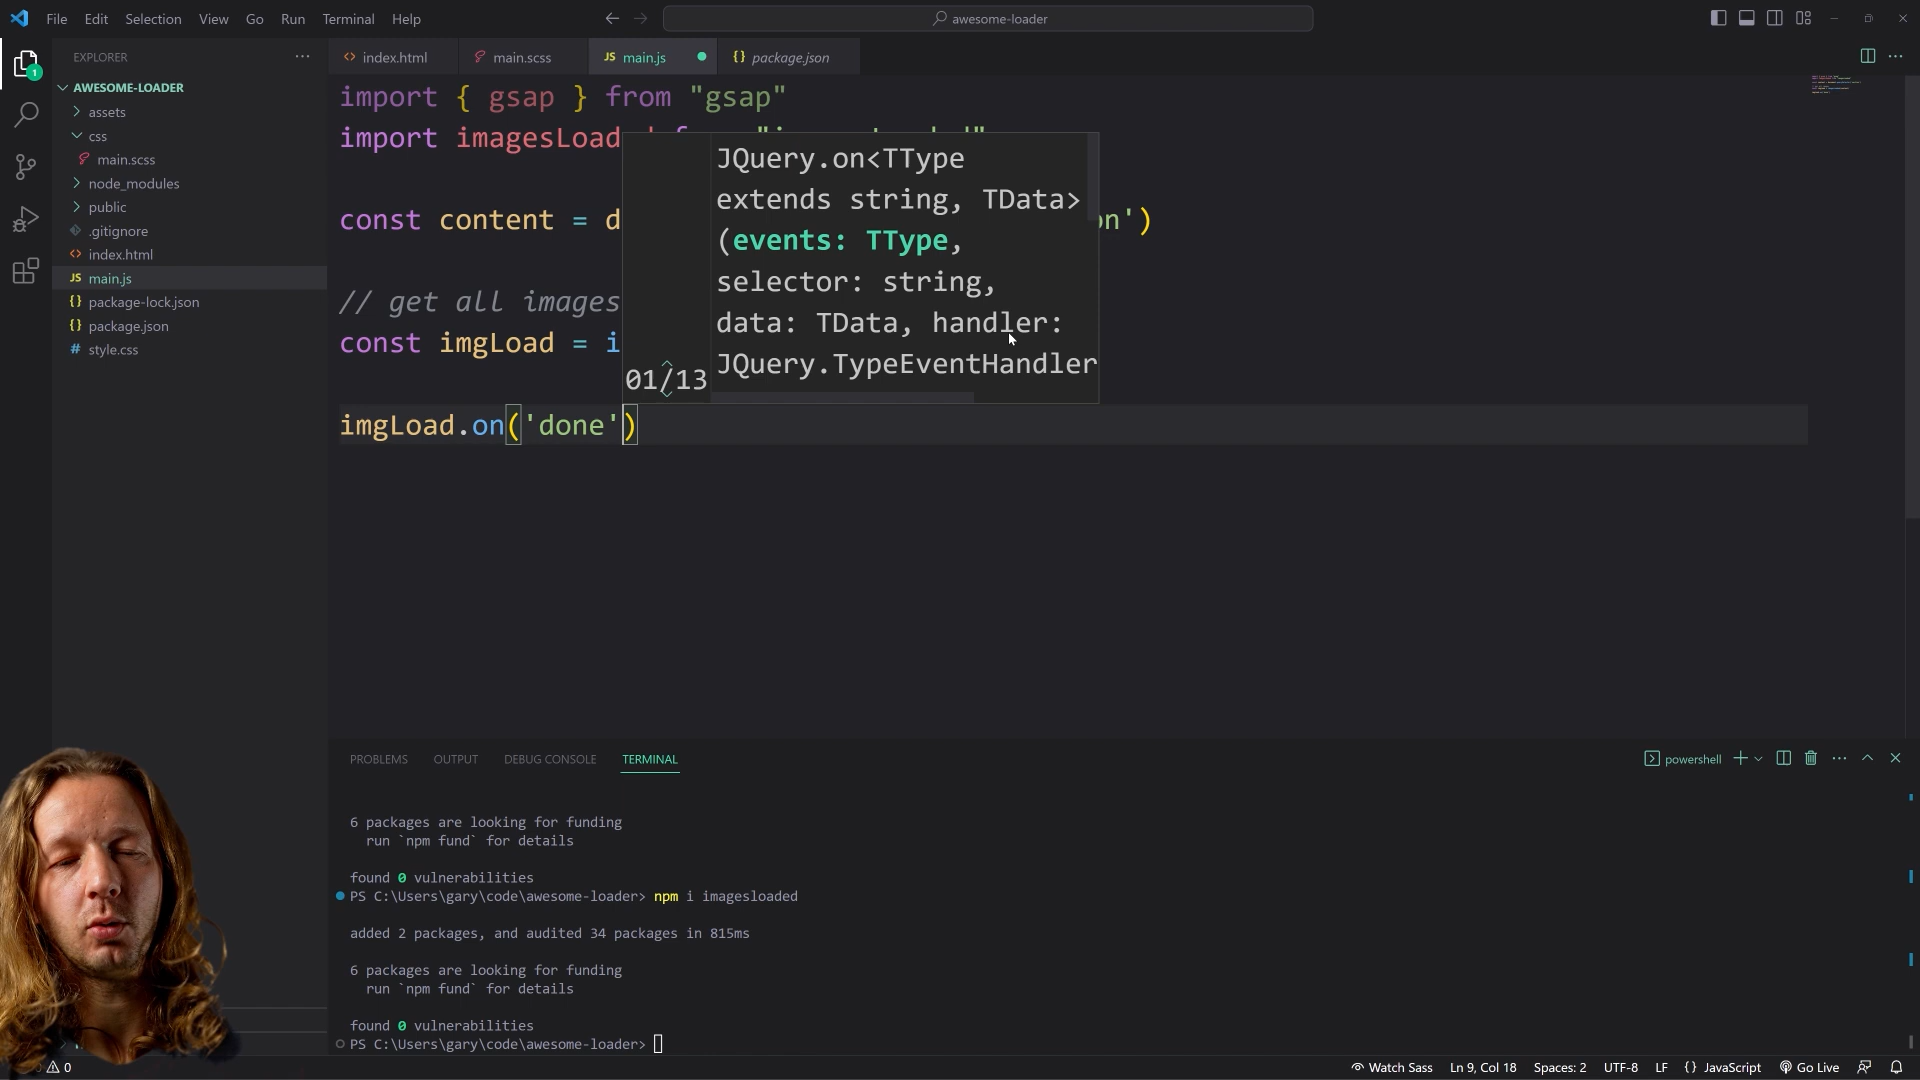 File Edit Selection View Go Run Terminal Help
awesome-loader
EXPLORER
index.html
main.scss
JS main.js
{} package.json
AWESOME-LOADER
assets
css
main.scss
node_modules
public
.gitignore
index.html
JS main.js
{} package-lock.json
{} package.json
# style.css
1
import { gsap } from "gsap"
import imagesLoad
const content = d
on')
// get all images
const imgLoad = i
imgLoad.on('done')
JQuery.on<TType
extends string, TData>
(events: TType,
selector: string,
data: TData, handler:
JQuery.TypeEventHandler
01/13
PROBLEMS OUTPUT DEBUG CONSOLE TERMINAL
powershell
6 packages are looking for funding
run `npm fund` for details
found 0 vulnerabilities
PS C:\Users\gary\code\awesome-loader> npm i imagesloaded
added 2 packages, and audited 34 packages in 815ms
6 packages are looking for funding
run `npm fund` for details
found 0 vulnerabilities
PS C:\Users\gary\code\awesome-loader>
0
Watch Sass Ln 9, Col 18 Spaces: 2 UTF-8 LF {} JavaScript Go Live